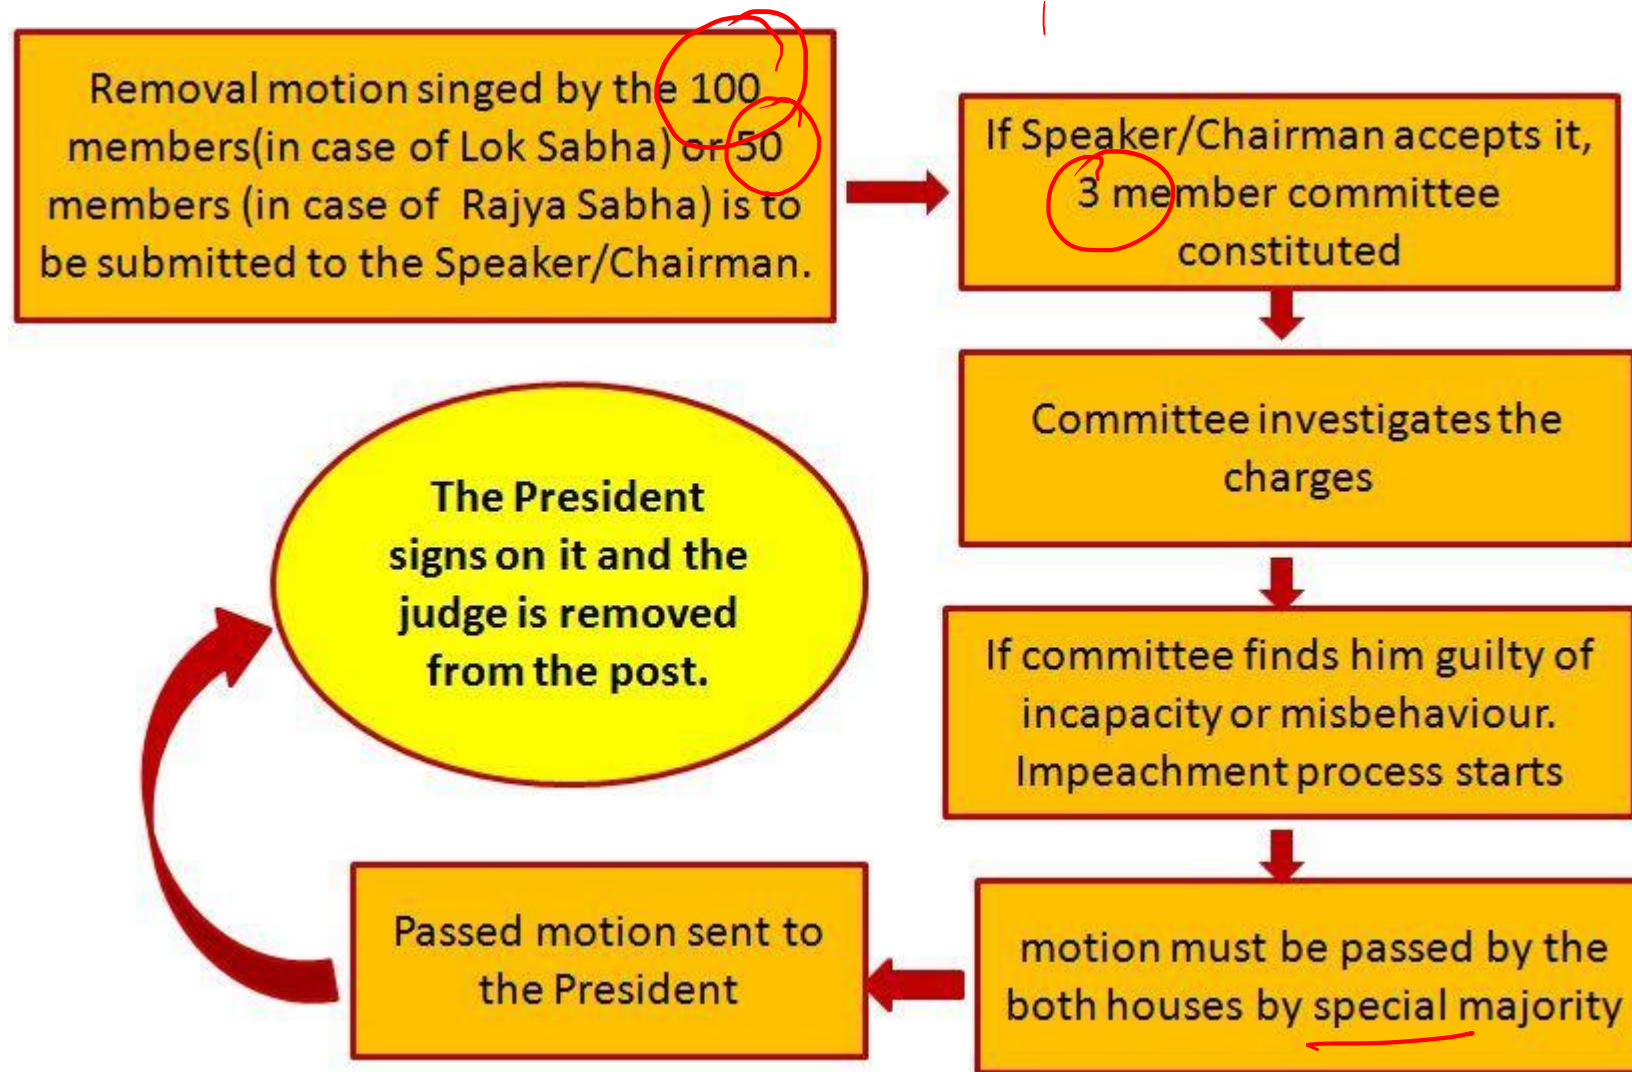 Removal motion singed by the 100
members(in case of Lok Sabha) or 50
members (in case of Rajya Sabha) is to
be submitted to the Speaker/Chairman.
If Speaker/Chairman accepts it,
3 member committee
constituted
Committee investigates the
charges
If committee finds him guilty of
incapacity or misbehaviour.
Impeachment process starts
motion must be passed by the
both houses by special majority
Passed motion sent to
the President
The President
signs on it and the
judge is removed
from the post.